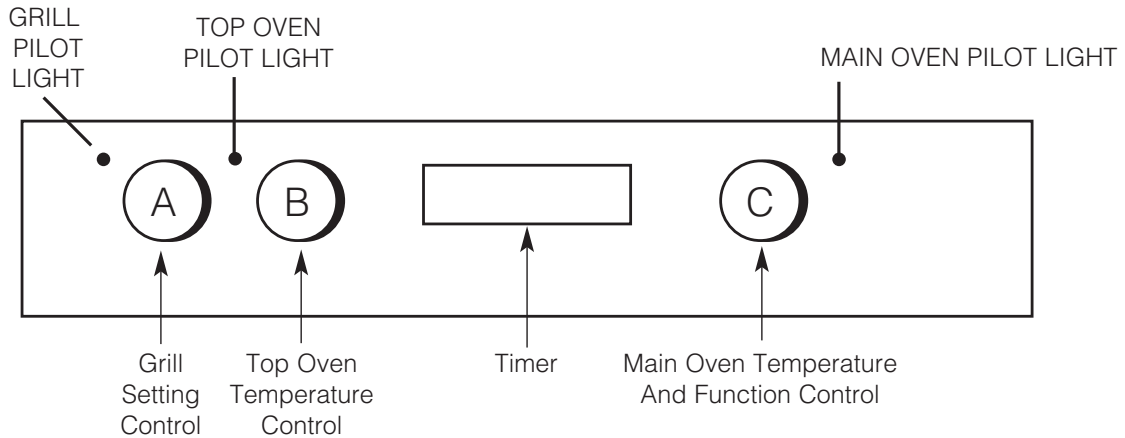 GRILL
PILOT
LIGHT
TOP OVEN
PILOT LIGHT
MAIN OVEN PILOT LIGHT
A
B
C
Grill
Setting
Control
Top Oven
Temperature
Control
Timer
Main Oven Temperature
And Function Control